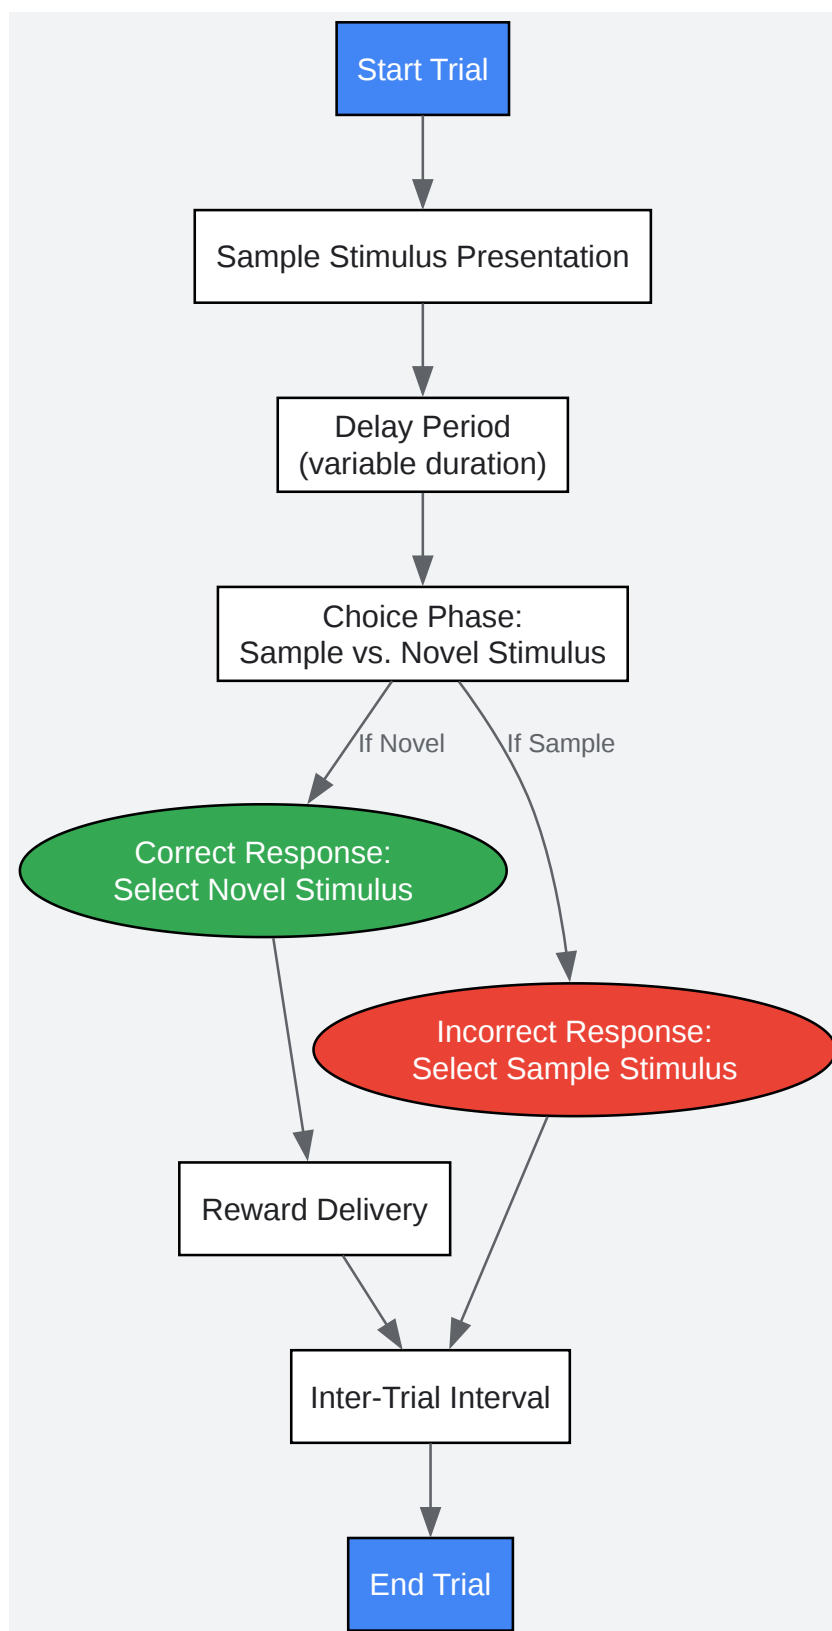 Start Trial
Sample Stimulus Presentation
Delay Period
(variable duration)
Choice Phase:
Sample vs. Novel Stimulus
If Novel
If Sample
Correct Response:
Select Novel Stimulus
Incorrect Response:
Select Sample Stimulus
Reward Delivery
Inter-Trial Interval
End Trial